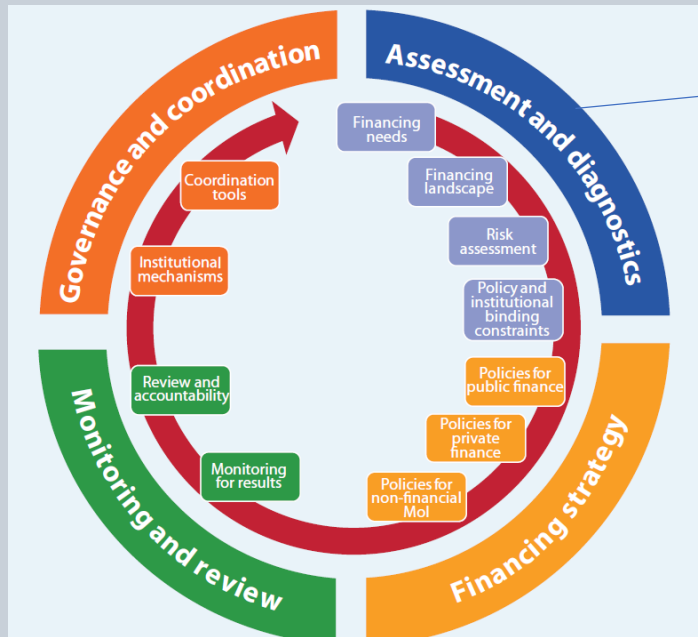 Governance and coordination
Assessment and diagnostics
Financing
needs
Financing
landscape
Risk
assessment
Policy and
institutional
binding
constraints
Policies for
public finance
Policies for
private
finance
Policies for
non-financial
MoI
Financing strategy
Monitoring
for results
Review and
accountability
Monitoring and review
Institutional
mechanisms
Coordination
tools